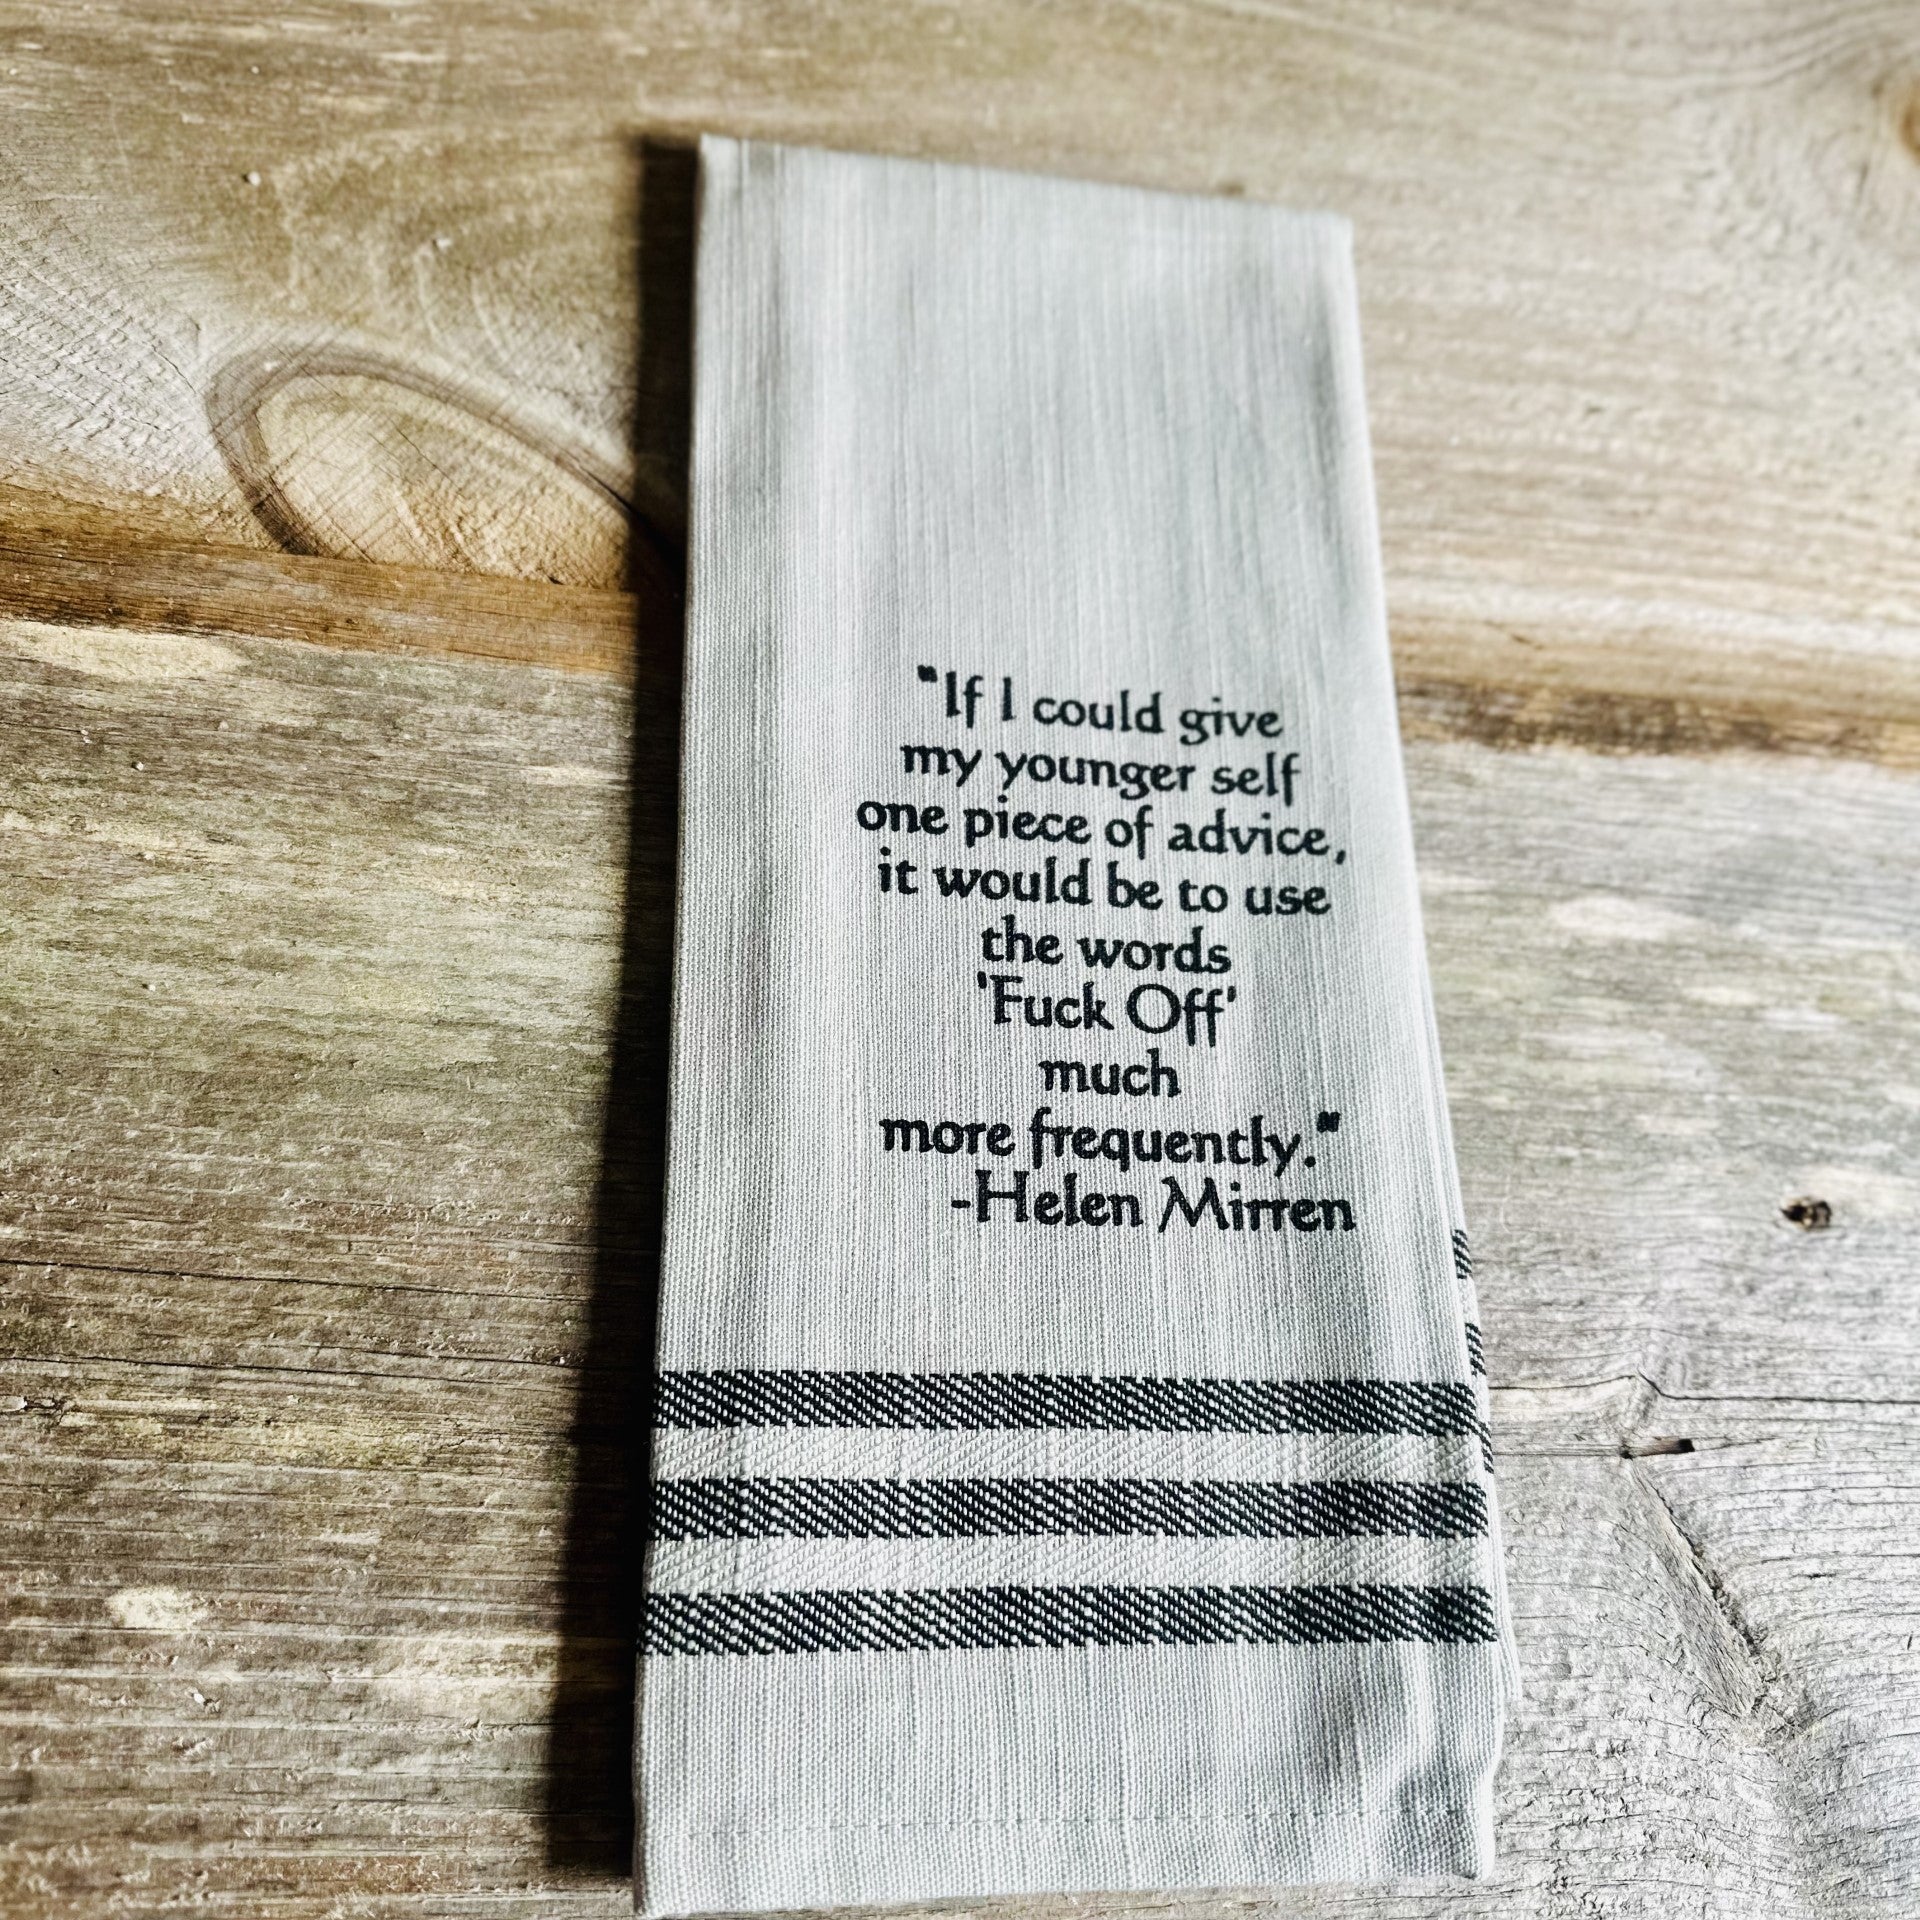 "If I could give
my younger self
one piece of advice,
it would be to use
the words
'Fuck Off'
much
more frequently."
-Helen Mirren